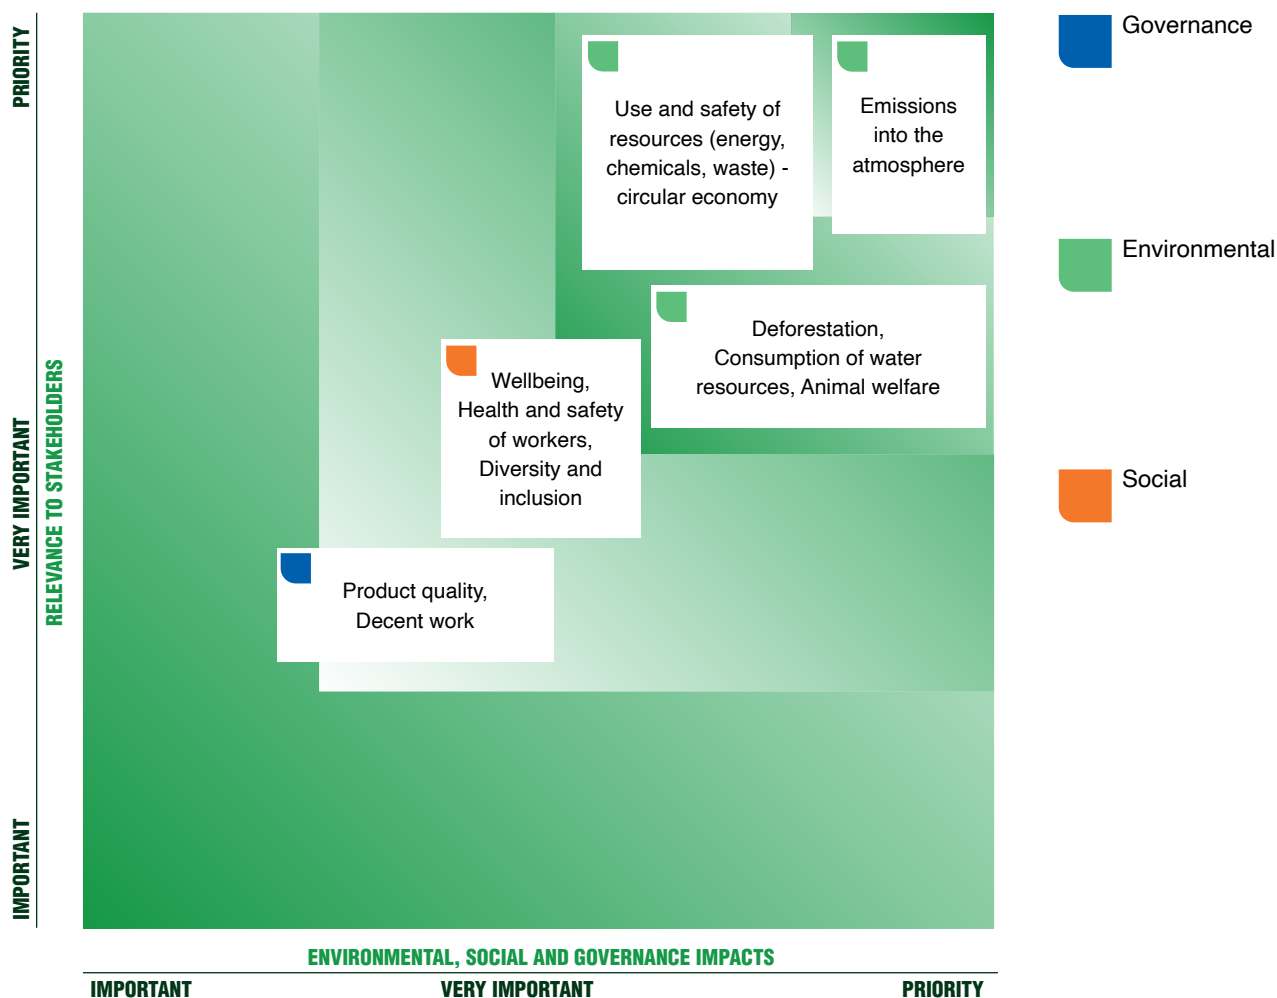 PRIORITY
VERY IMPORTANT
IMPORTANT
RELEVANCE TO STAKEHOLDERS
Use and safety of
resources (energy,
chemicals, waste) -
circular economy
Emissions
into the
atmosphere
Deforestation,
Consumption of water
resources, Animal welfare
Wellbeing,
Health and safety
of workers,
Diversity and
inclusion
Product quality,
Decent work
ENVIRONMENTAL, SOCIAL AND GOVERNANCE IMPACTS
IMPORTANT
VERY IMPORTANT
PRIORITY
Governance
Environmental
Social